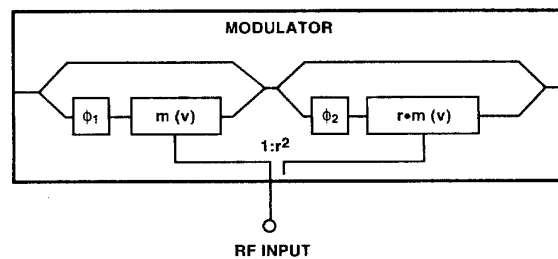 MODULATOR
ϕ1 m (v) ϕ2 r•m (v)
1:r²
RF INPUT